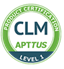 PRODUCT CERTIFICATION
CLM
APTTUS
LEVEL 1